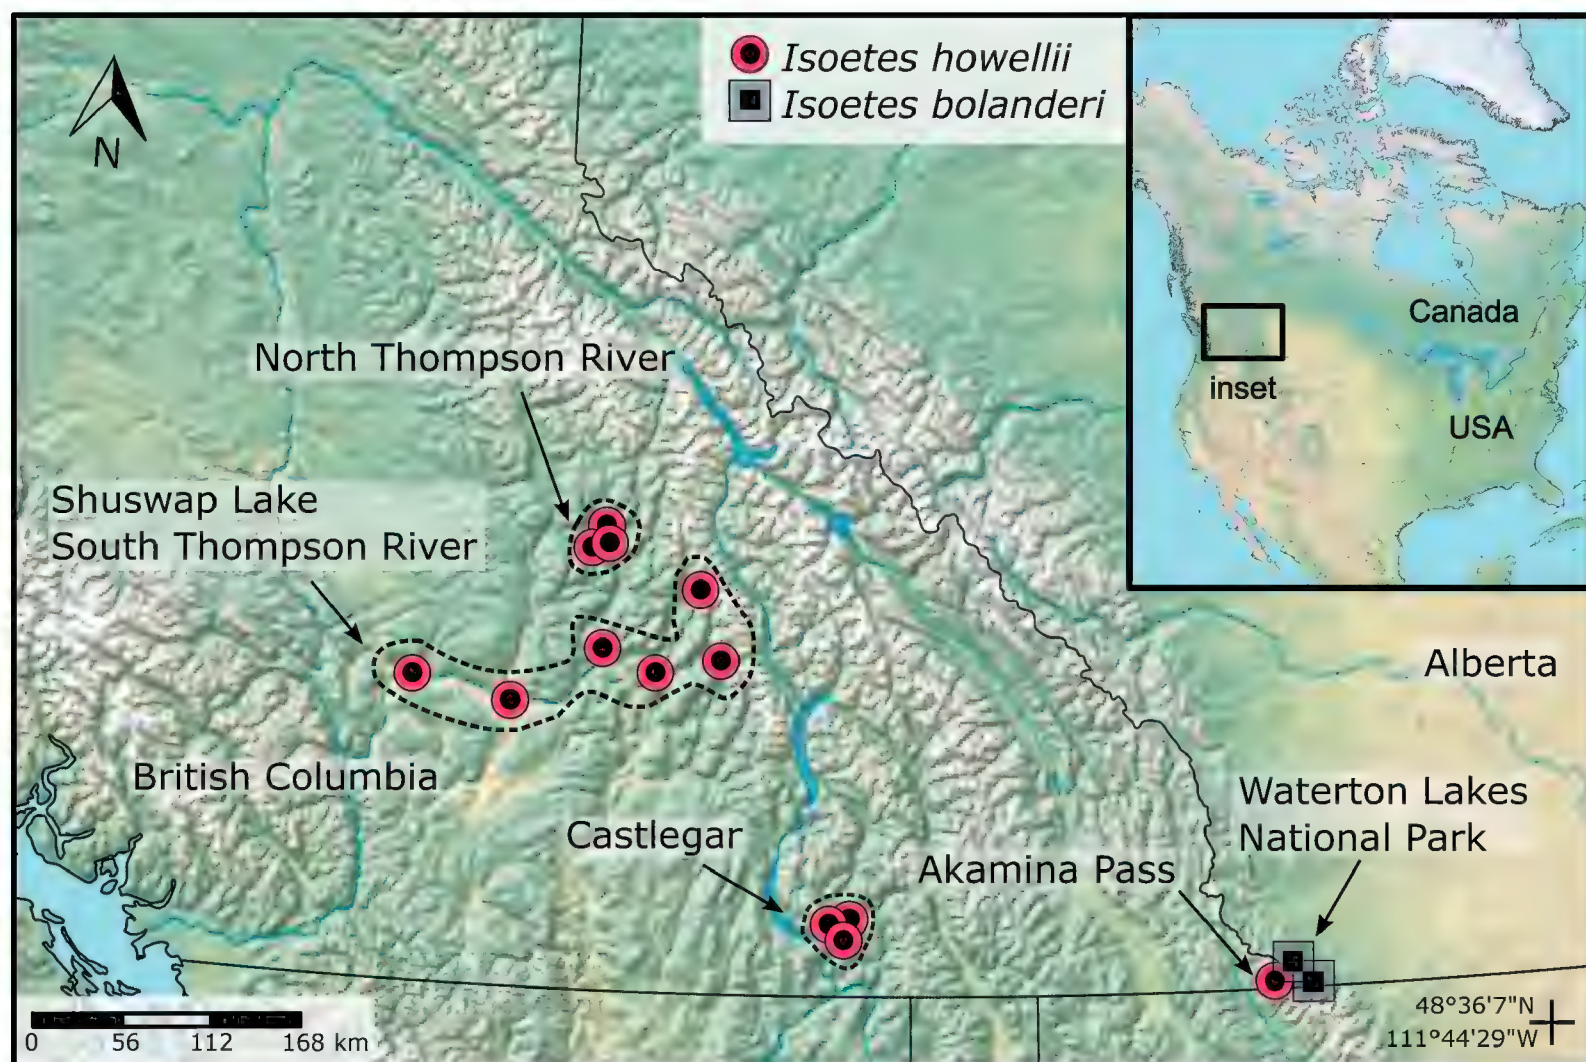 Isoetes howellii
Isoetes bolanderi
N
Canada
inset
USA
North Thompson River
Shuswap Lake
South Thompson River
Alberta
British Columbia
Castlegar
Akamina Pass
Waterton Lakes
National Park
0 56 112 168 km
48°36'7"N
111°44'29"W